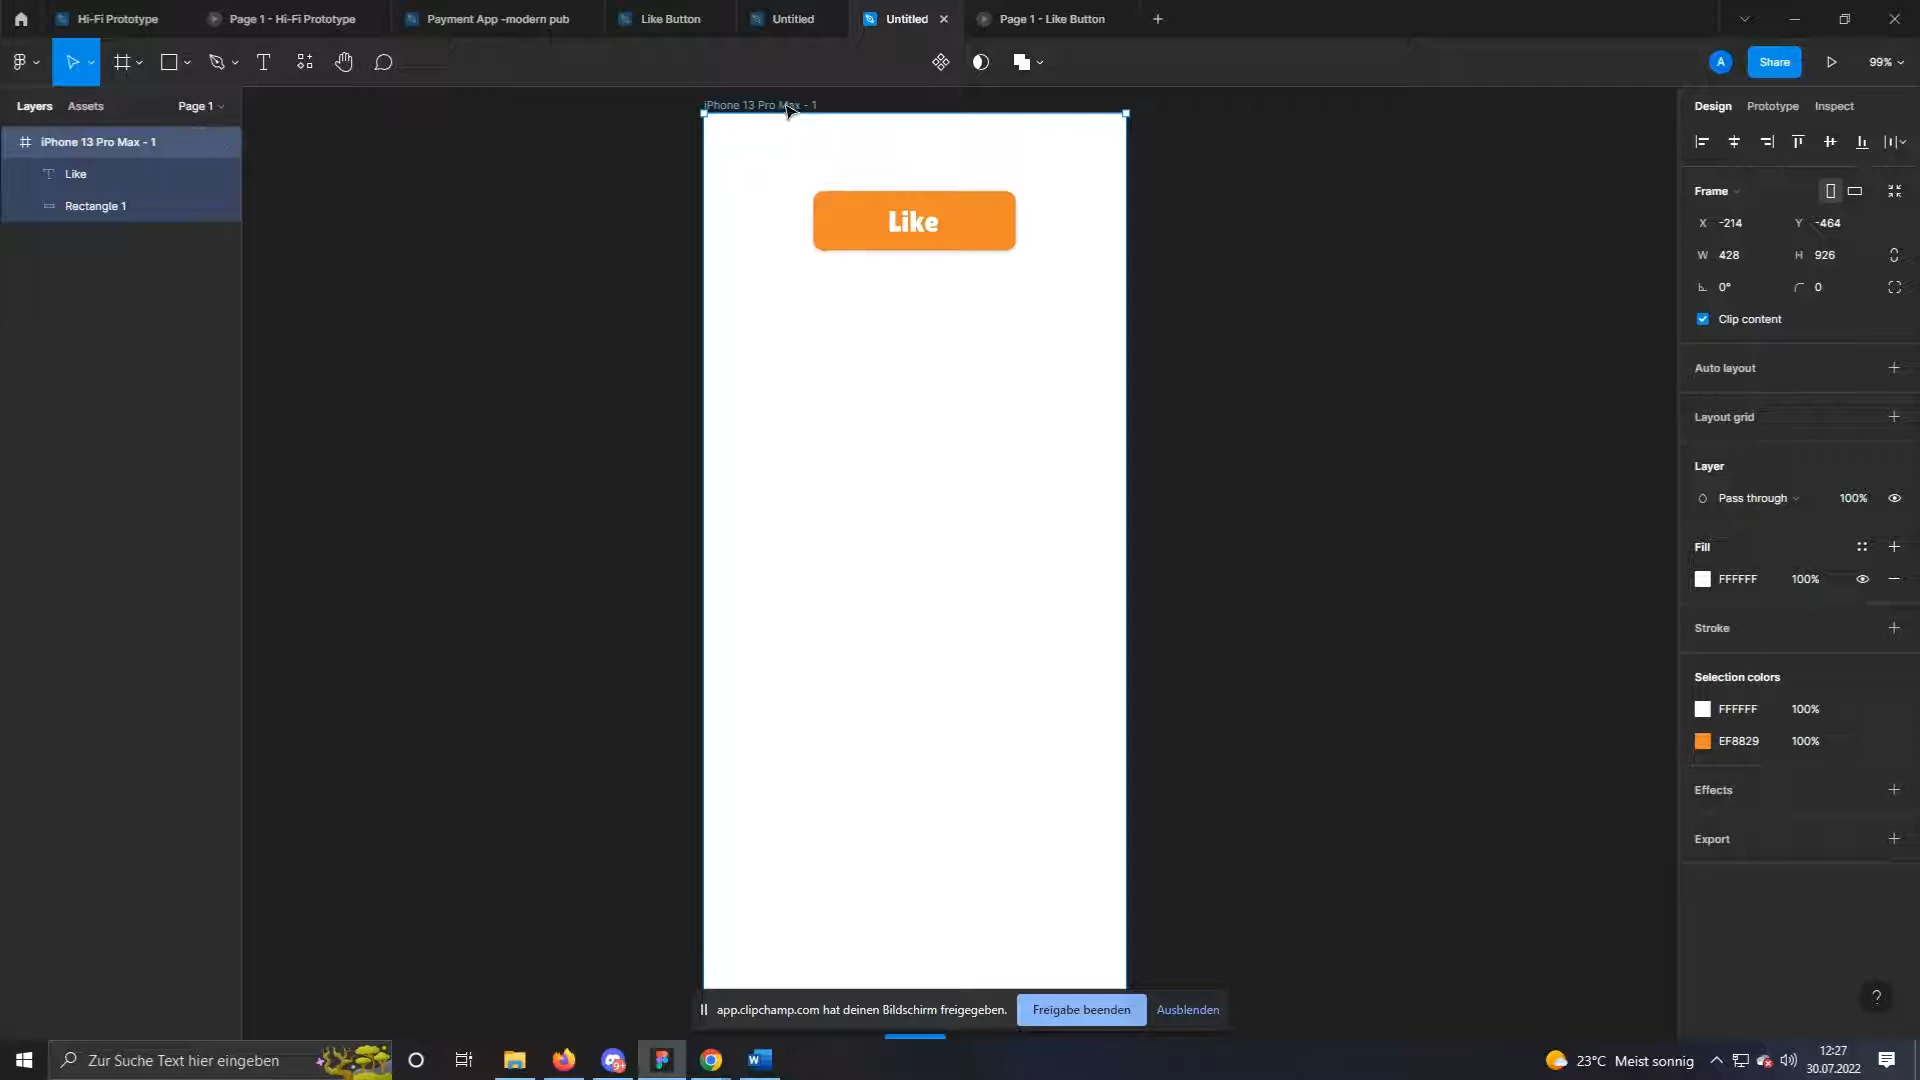 Hi-Fi Prototype
Page 1 - Hi-Fi Prototype
Payment App -modern pub
Like Button
Untitled
Untitled
Page 1 - Like Button
A
Share
99%
Layers
Assets
Page 1
iPhone 13 Pro Max - 1
Like
Rectangle 1
iPhone 13 Pro Max - 1
Like
Design
Prototype
Inspect
Frame
X -214
Y -464
W 428
H 926
0°
0
Clip content
Auto layout
Layout grid
Layer
Pass through
100%
Fill
FFFFFF
100%
Stroke
Selection colors
FFFFFF
100%
EF8829
100%
Effects
Export
?
app.clipchamp.com hat deinen Bildschirm freigegeben.
Freigabe beenden
Ausblenden
Zur Suche Text hier eingeben
9+
23°C Meist sonnig
12:27
30.07.2022